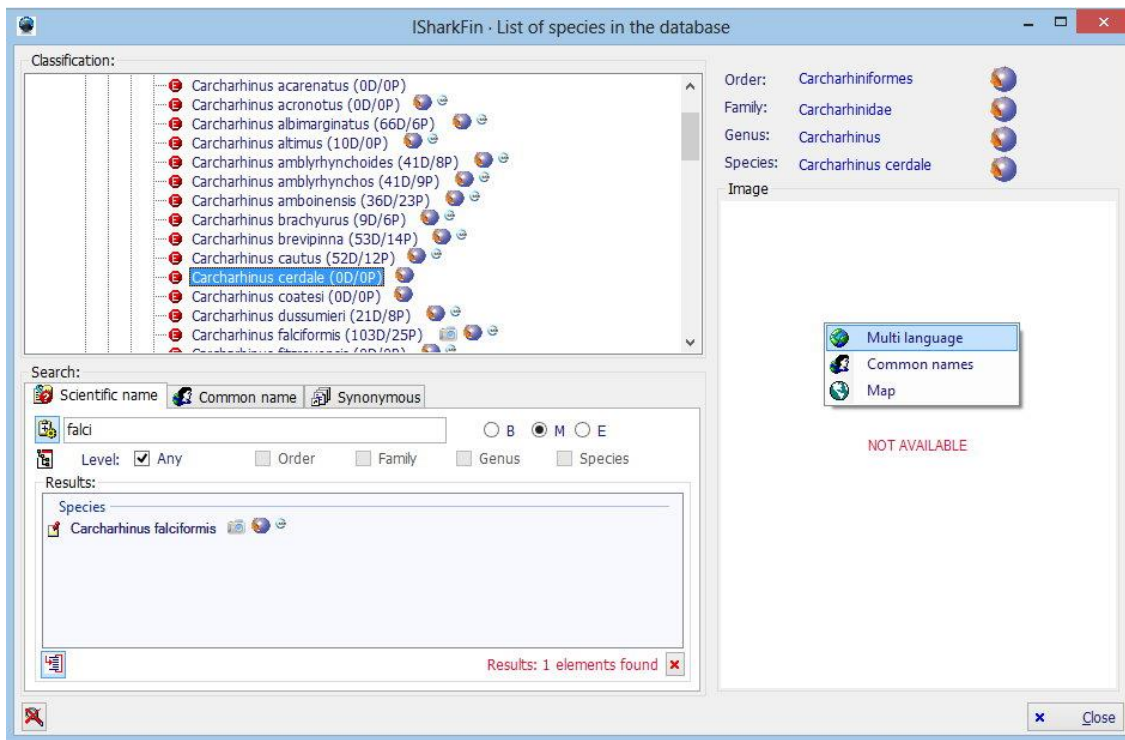 ISharkFin · List of species in the database
Classification:
Carcharhinus acarenatus (0D/0P)
Carcharhinus acronotus (0D/0P)
Carcharhinus albimarginatus (66D/6P)
Carcharhinus altimus (10D/0P)
Carcharhinus amblyrhynchoides (41D/8P)
Carcharhinus amblyrhynchos (41D/9P)
Carcharhinus amboinensis (36D/23P)
Carcharhinus brachyurus (9D/6P)
Carcharhinus brevipinna (53D/14P)
Carcharhinus cautus (52D/12P)
Carcharhinus cerdale (0D/0P)
Carcharhinus coatesi (0D/0P)
Carcharhinus dussumieri (21D/8P)
Carcharhinus falciformis (103D/25P)
Order: Carcharhiniformes
Family: Carcharhinidae
Genus: Carcharhinus
Species: Carcharhinus cerdale
Image
Multi language
Common names
Map
NOT AVAILABLE
Search:
Scientific name Common name Synonymous
falci B M E
Level: Any Order Family Genus Species
Results:
Species
Carcharhinus falciformis
Results: 1 elements found
Close